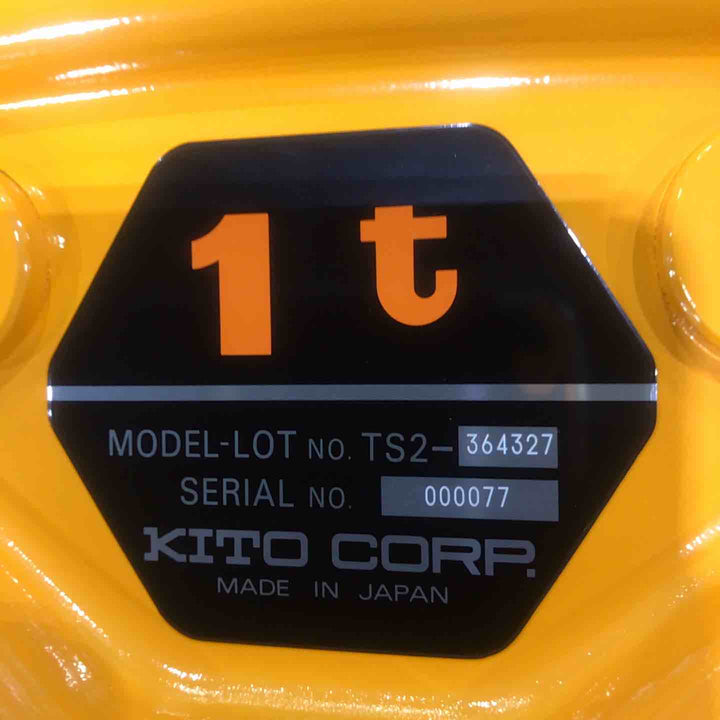 1t
MODEL-LOT NO. TS2-364327
SERIAL NO. 000077
KITO CORP.
MADE IN JAPAN